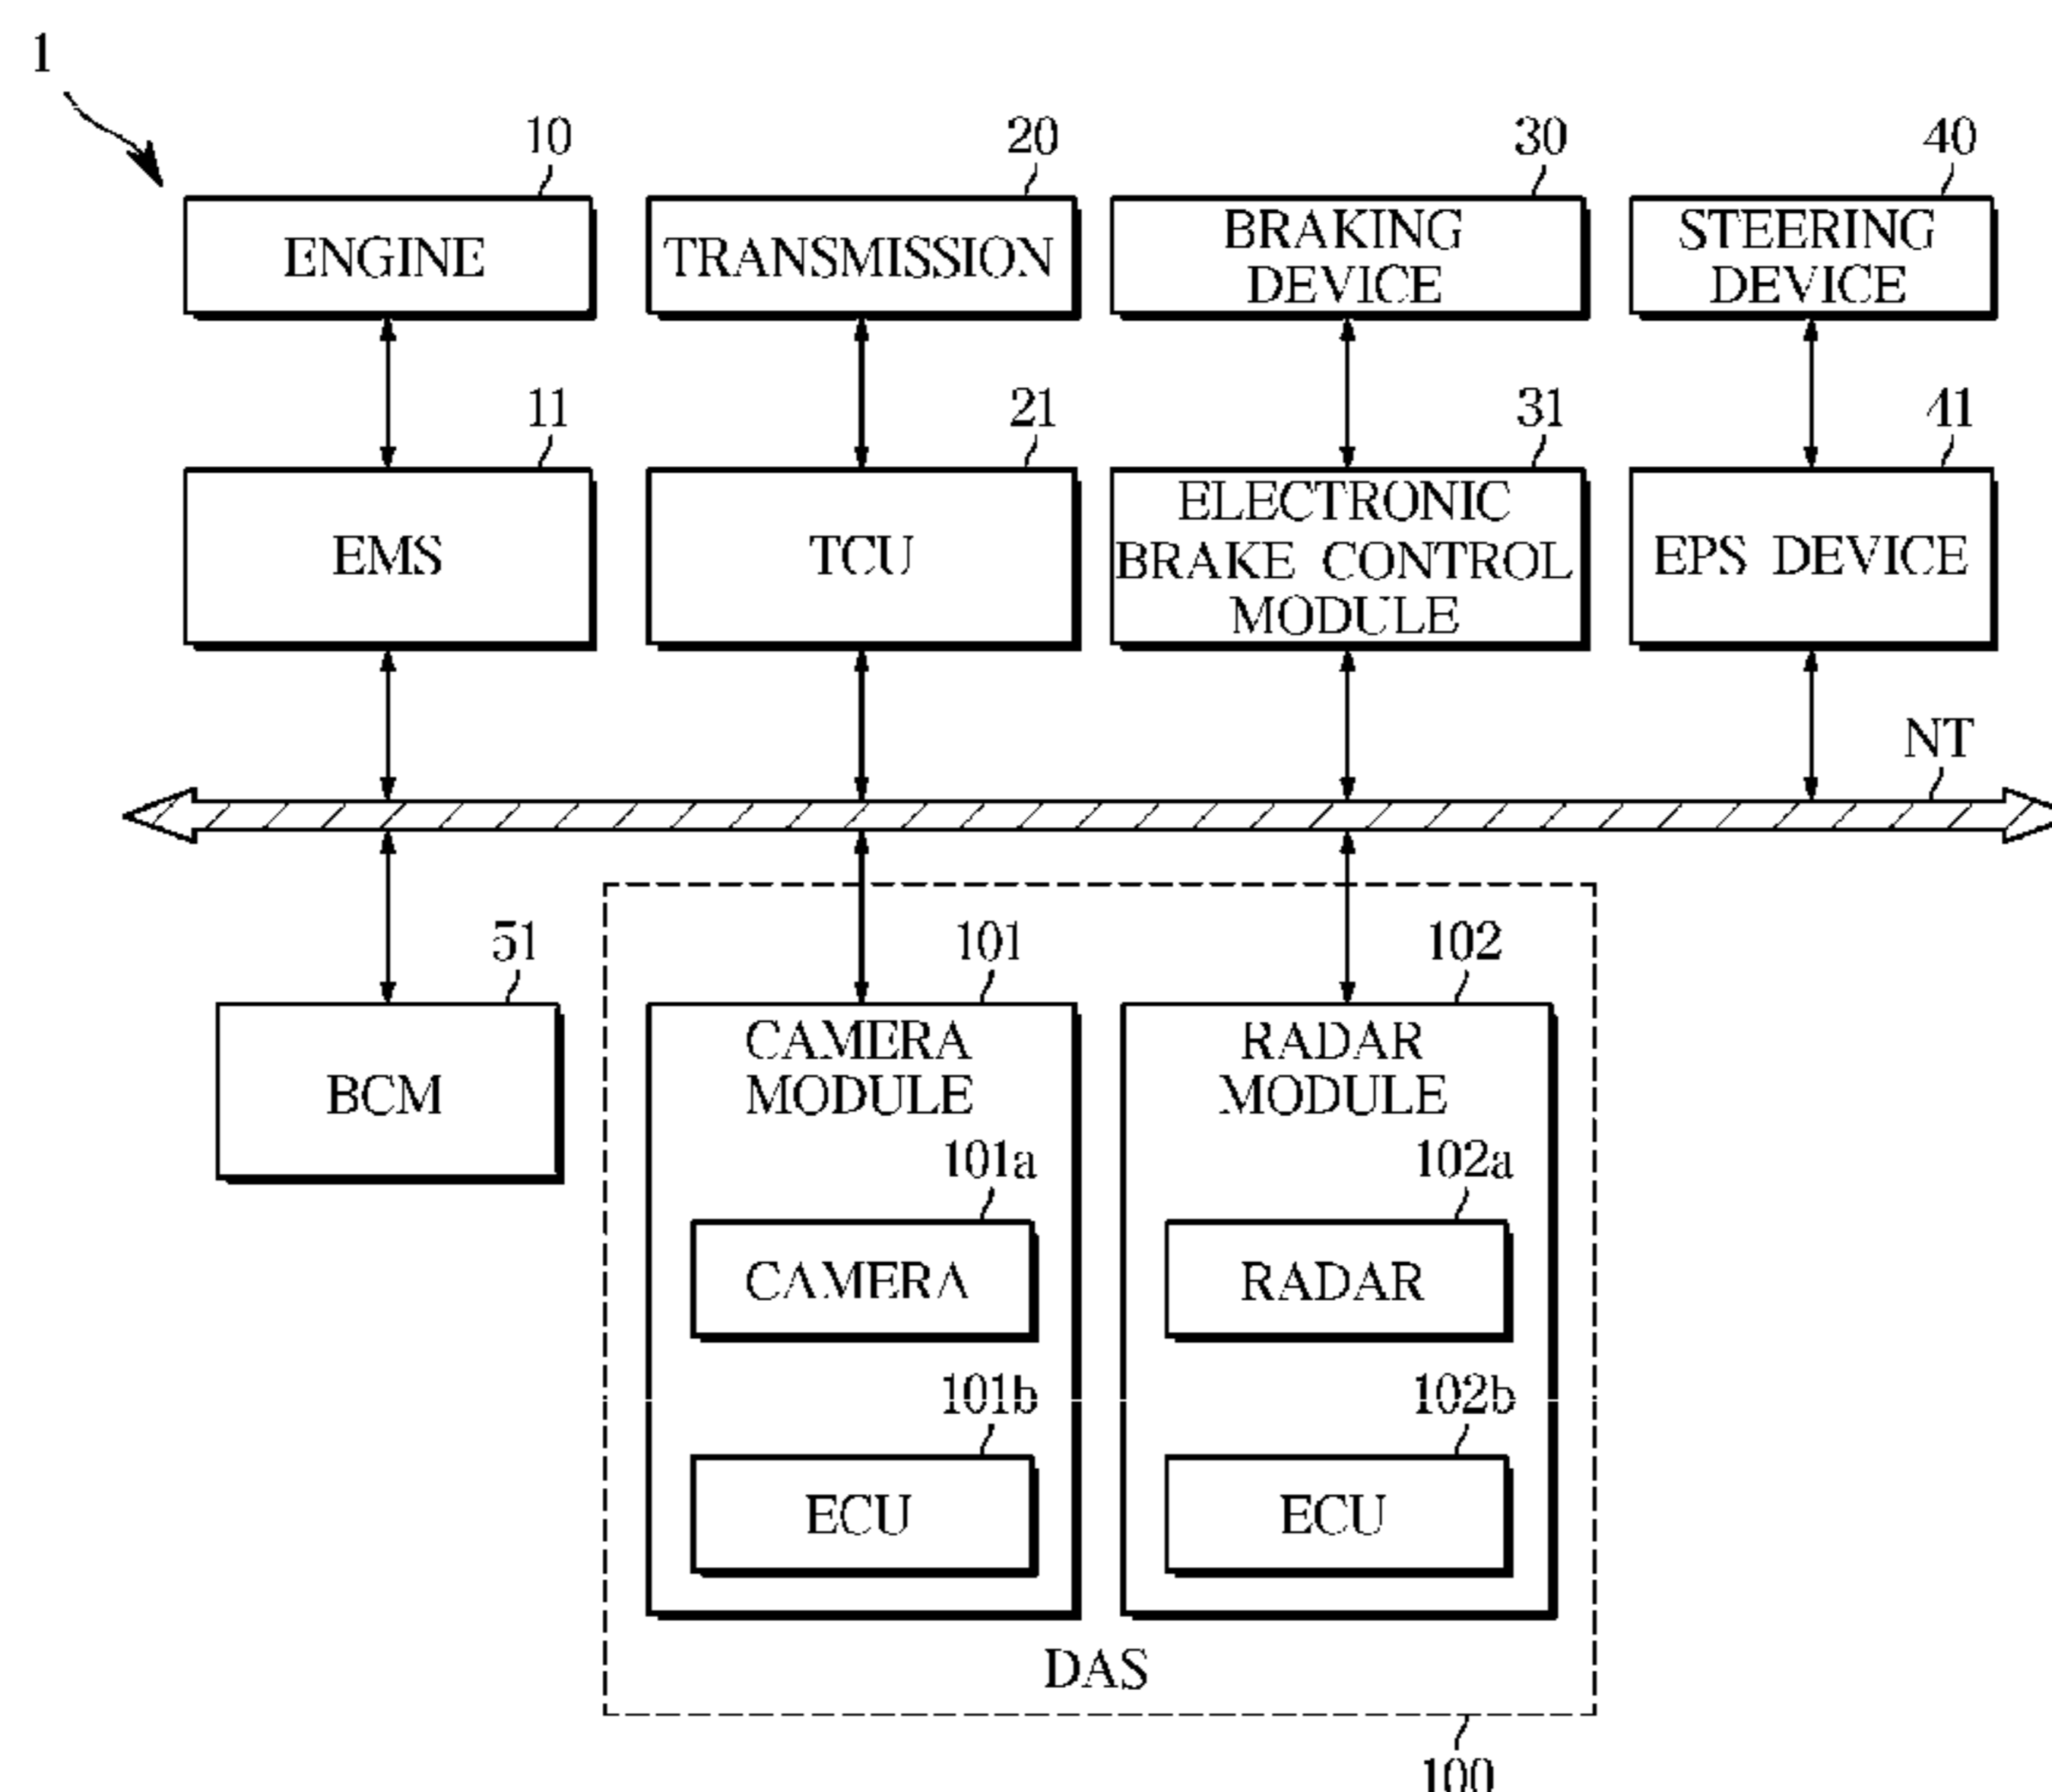 1
10
20
30
40
ENGINE
TRANSMISSION
BRAKING
DEVICE
STEERING
DEVICE
11
21
31
41
EMS
TCU
ELECTRONIC
BRAKE CONTROL
MODULE
EPS DEVICE
NT
51
101
102
BCM
CAMERA
MODULE
RADAR
MODULE
101a
102a
CAMERA
RADAR
101b
102b
ECU
ECU
DAS
100